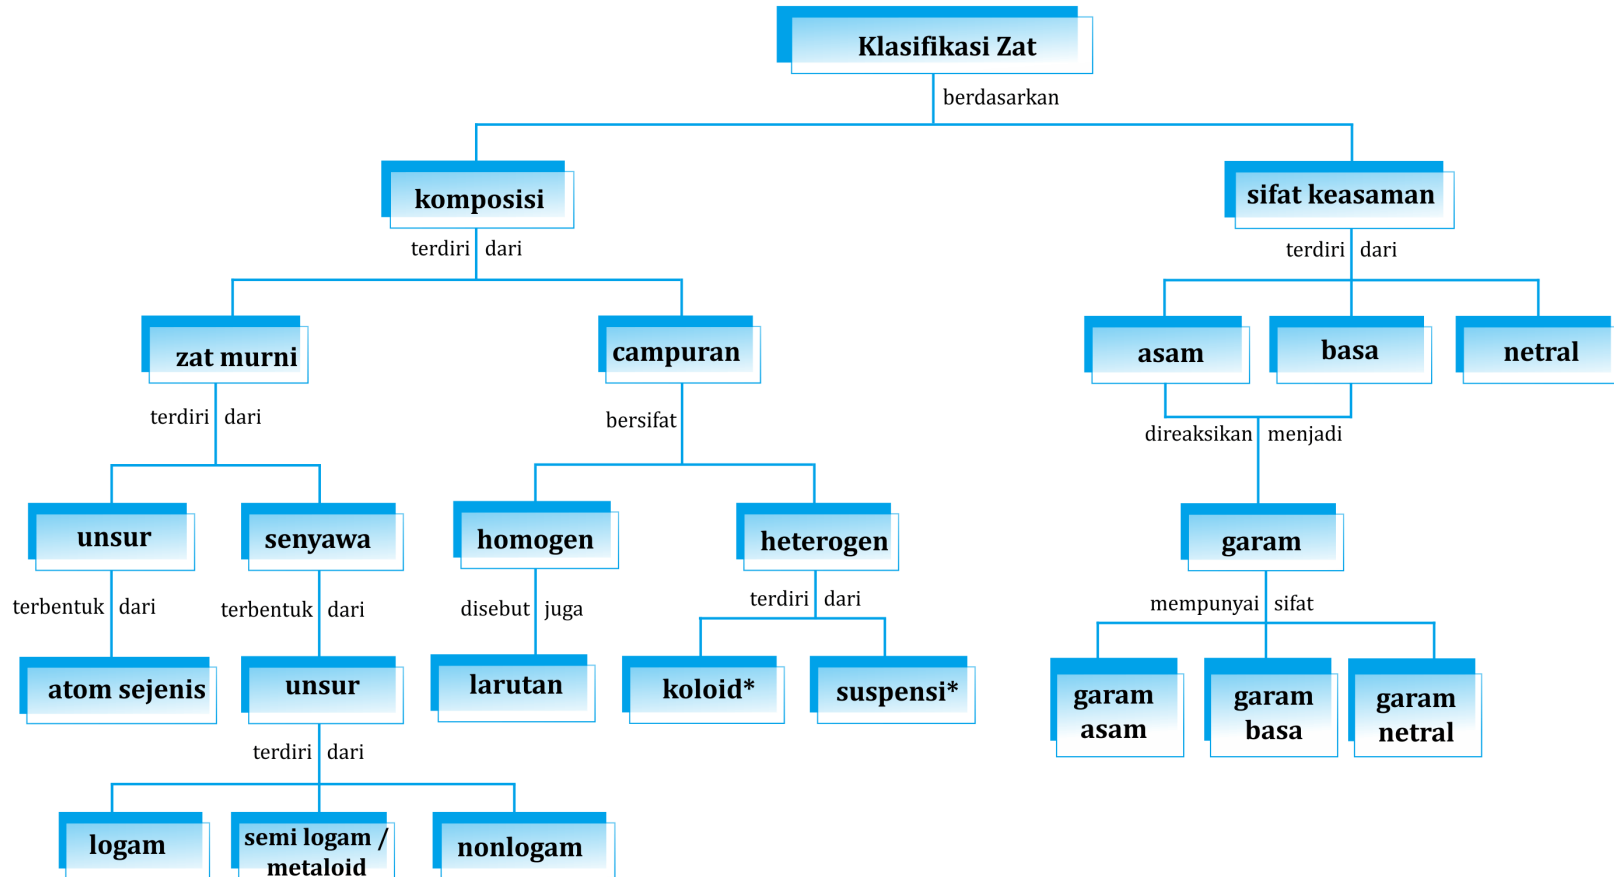 Klasifikasi Zat
berdasarkan
komposisi
sifat keasaman
terdiri dari
terdiri dari
zat murni
campuran
asam
basa
netral
terdiri dari
bersifat
direaksikan menjadi
unsur
senyawa
homogen
heterogen
garam
terbentuk dari
terbentuk dari
disebut juga
terdiri dari
mempunyai sifat
atom sejenis
unsur
larutan
koloid*
suspensi*
garam
asam
garam
basa
garam
netral
terdiri dari
logam
semi logam /
metaloid
nonlogam